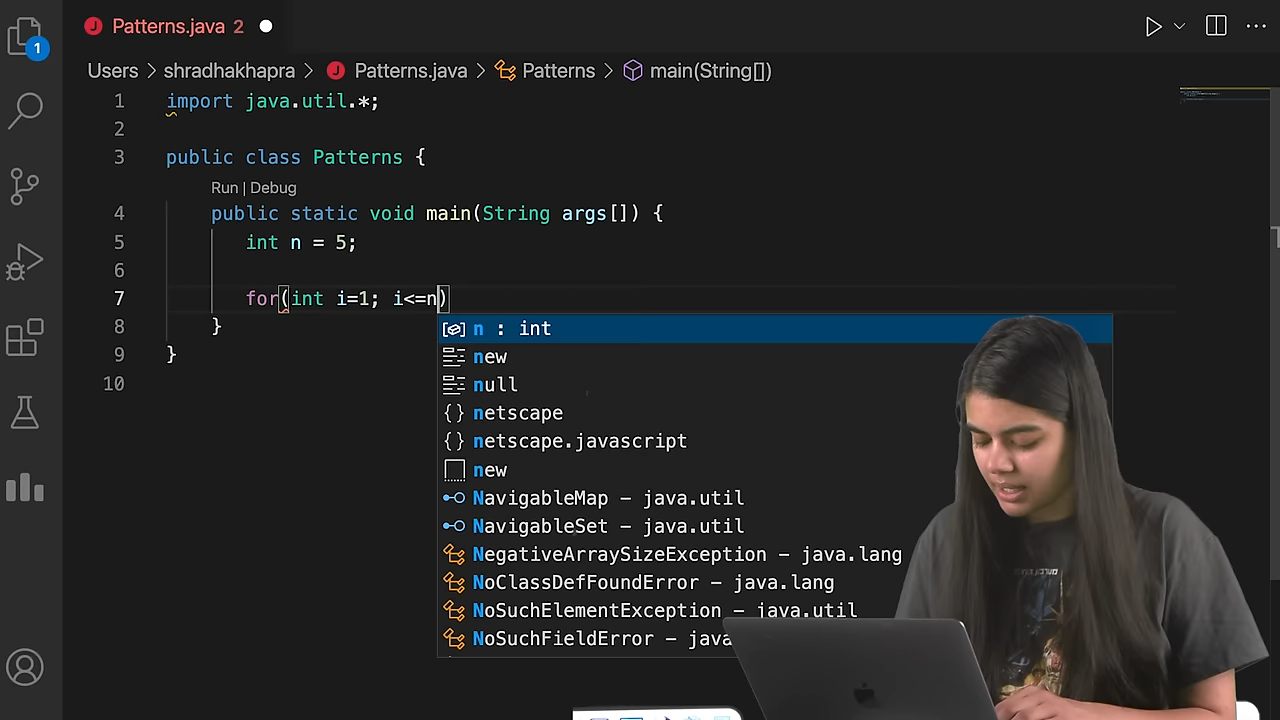 Patterns.java 2
1
Users > shradhakhapra > Patterns.java > Patterns > main(String[])
1 import java.util.*;
2
3 public class Patterns {
Run | Debug
4 public static void main(String args[]) {
5 int n = 5;
6
7 for(int i=1; i<=n)
8 }
9 }
10
n : int
new
null
netscape
netscape.javascript
new
NavigableMap – java.util
NavigableSet – java.util
NegativeArraySizeException – java.lang
NoClassDefFoundError – java.lang
NoSuchElementException – java.util
NoSuchFieldError – java